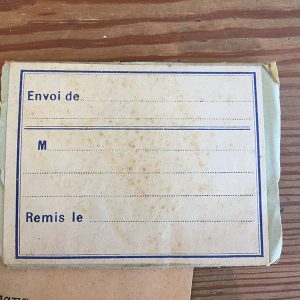 Envoi de
M
Remis le